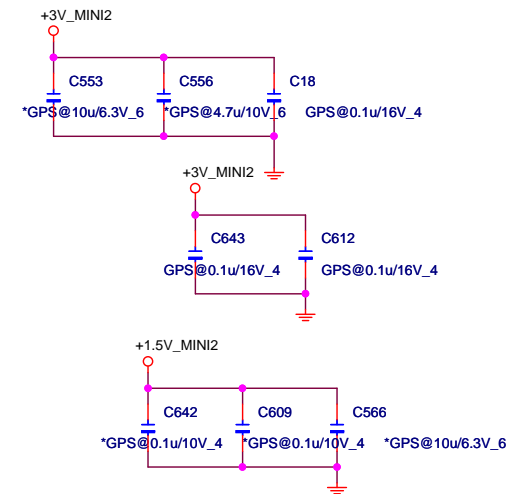 +3V_MINI2
C553 C556 C18
*GPS@10u/6.3V_6 *GPS@4.7u/10V_6 GPS@0.1u/16V_4
+3V_MINI2
C643 C612
GPS@0.1u/16V_4 GPS@0.1u/16V_4
+1.5V_MINI2
C642 C609 C566
*GPS@0.1u/10V_4 *GPS@0.1u/10V_4 *GPS@10u/6.3V_6